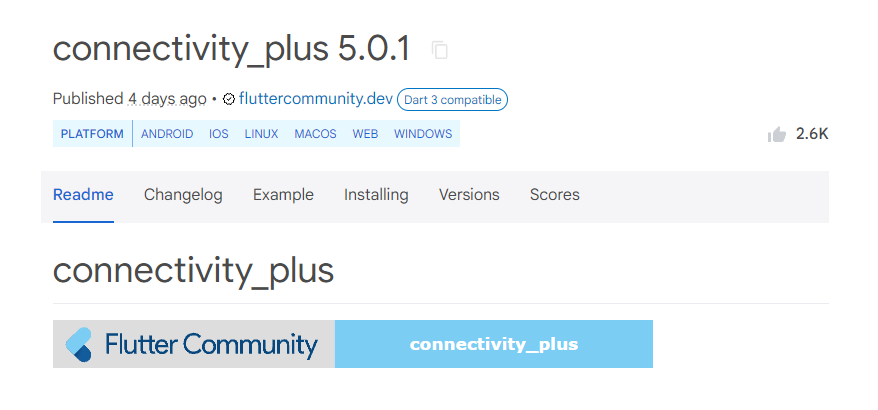 connectivity_plus 5.0.1
Published 4 days ago • fluttercommunity.dev Dart 3 compatible
PLATFORM ANDROID IOS LINUX MACOS WEB WINDOWS 2.6K
Readme Changelog Example Installing Versions Scores
connectivity_plus
Flutter Community connectivity_plus